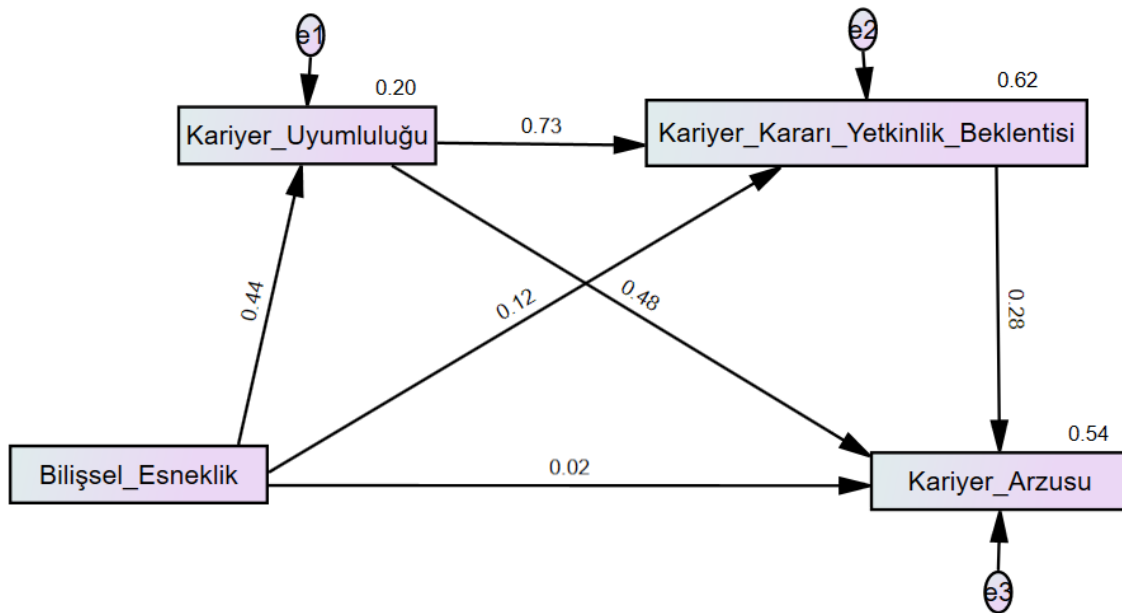 e1
e2
0.20
0.62
Kariyer_Uyumluluğu
0.73
Kariyer_Kararı_Yetkinlik_Beklentisi
0.44
0.12
0.48
0.28
Bilişsel_Esneklik
0.02
0.54
Kariyer_Arzusu
e3